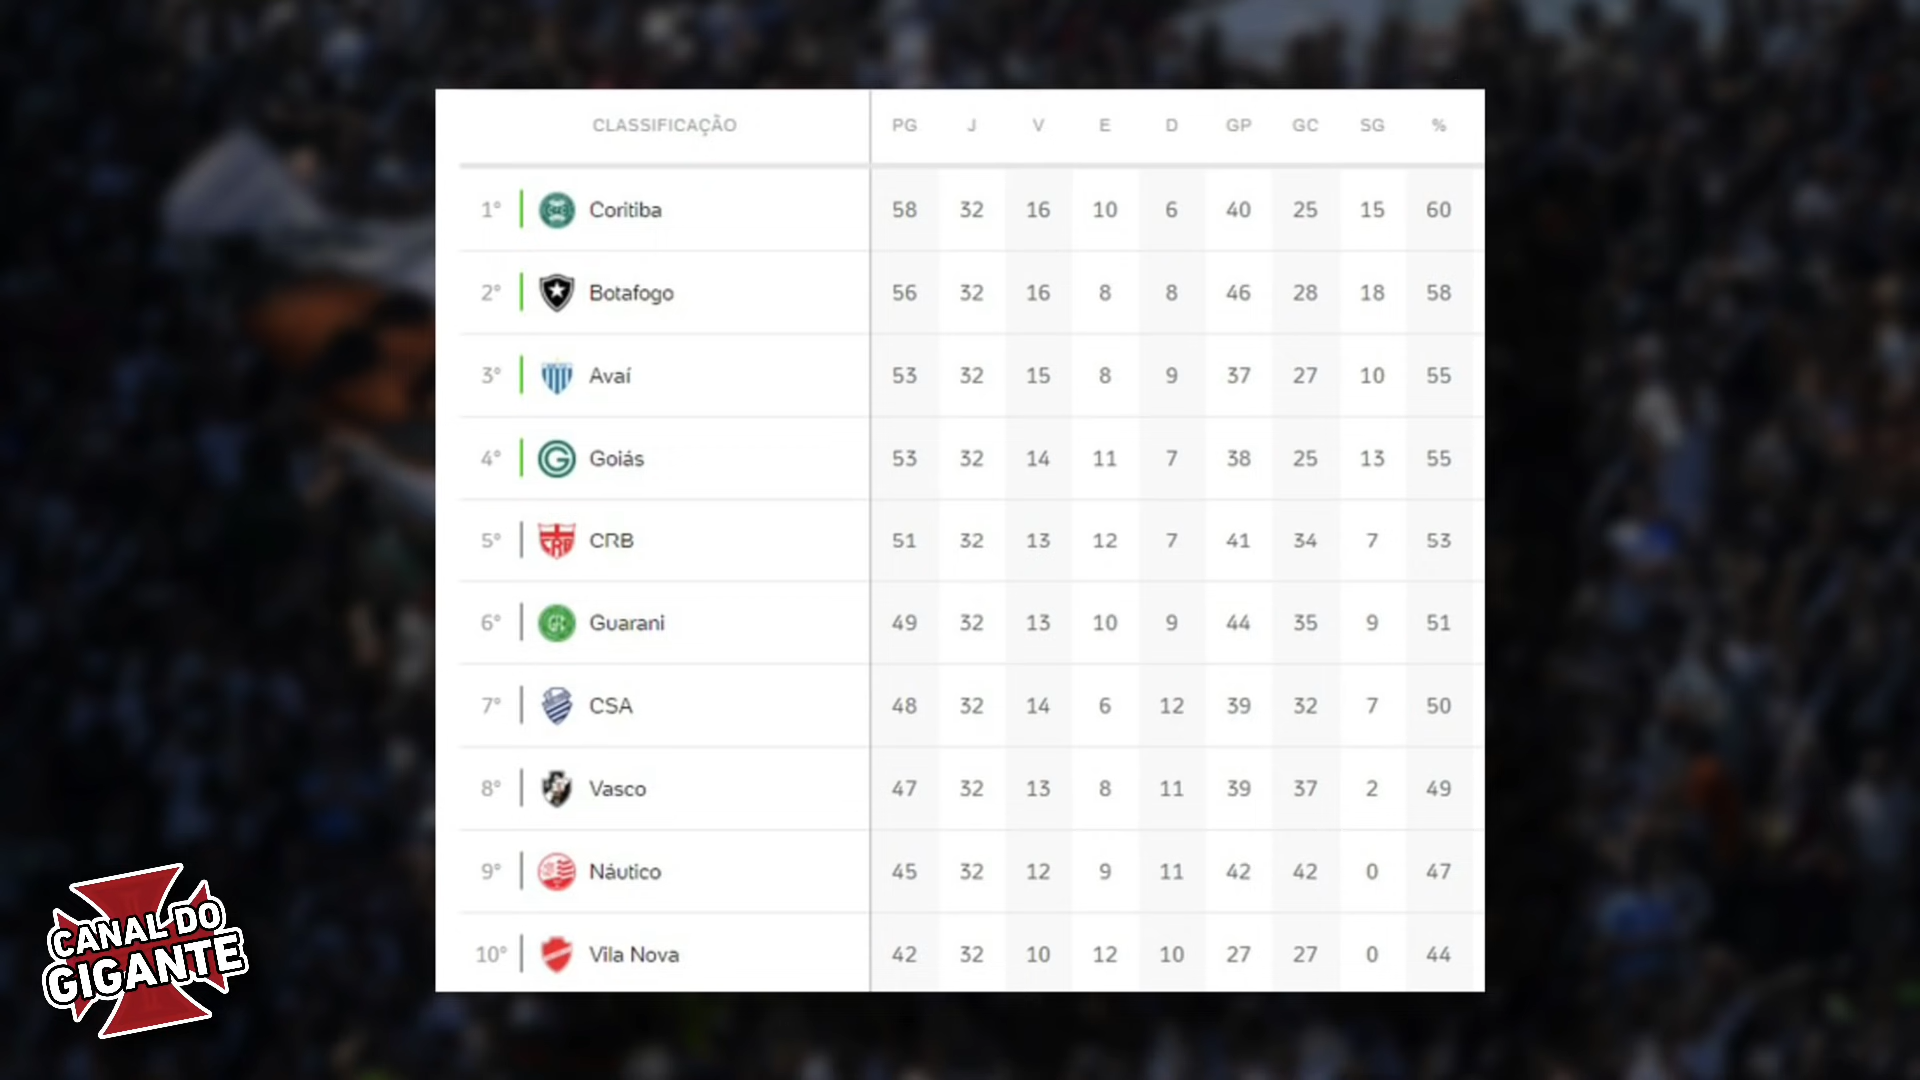 CLASSIFICAÇÃO PG J V E D GP GC SG %
1° Coritiba 58 32 16 10 6 40 25 15 60
2° Botafogo 56 32 16 8 8 46 28 18 58
3° Avaí 53 32 15 8 9 37 27 10 55
4° Goiás 53 32 14 11 7 38 25 13 55
5° CRB 51 32 13 12 7 41 34 7 53
6° Guarani 49 32 13 10 9 44 35 9 51
7° CSA 48 32 14 6 12 39 32 7 50
8° Vasco 47 32 13 8 11 39 37 2 49
9° Náutico 45 32 12 9 11 42 42 0 47
10° Vila Nova 42 32 10 12 10 27 27 0 44
CANAL DO
GIGANTE